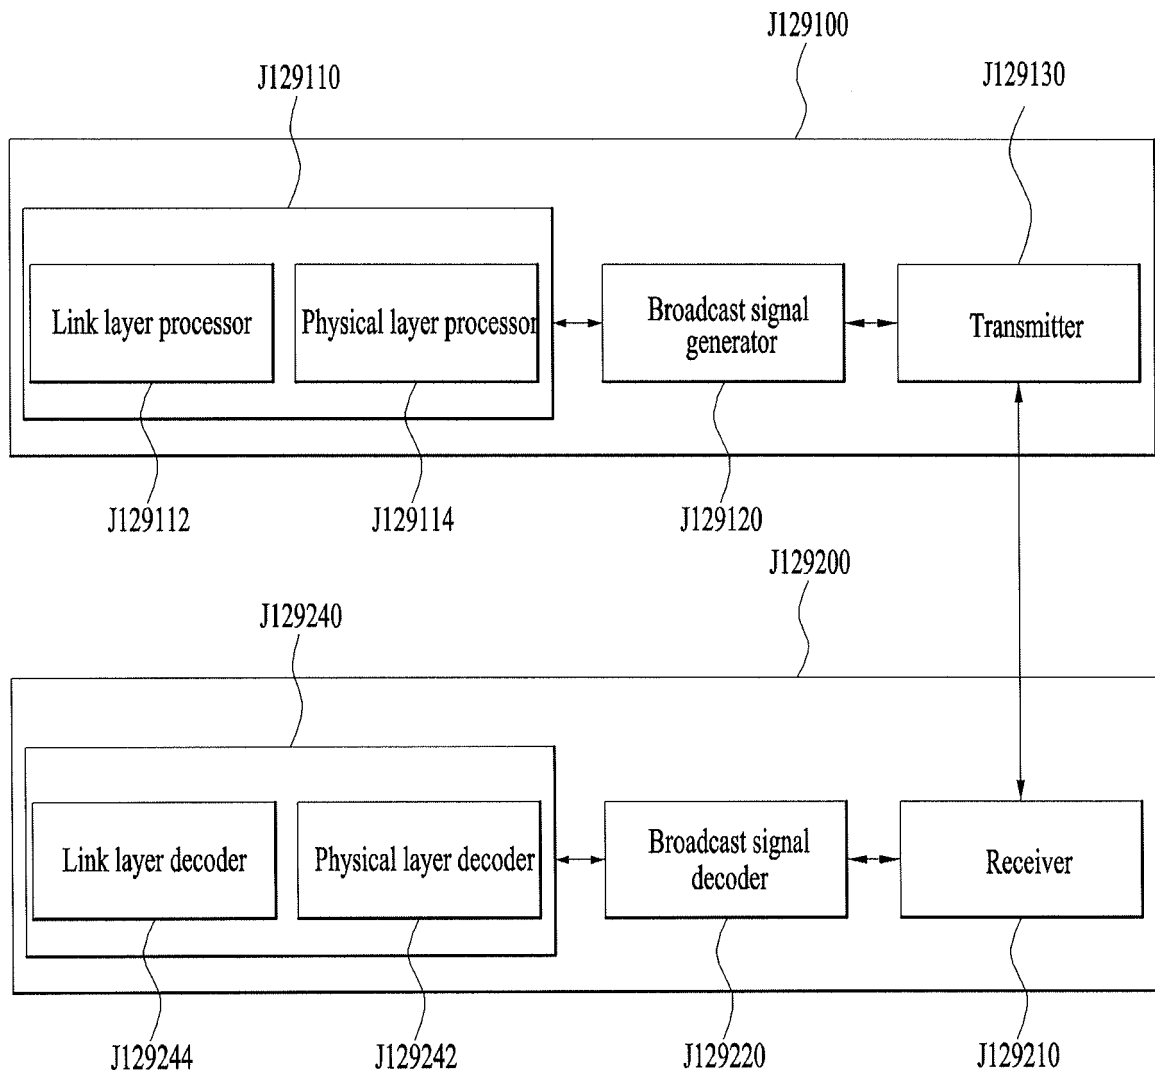 J129100
J129110
J129130
Link layer processor
Physical layer processor
Broadcast signal
generator
Transmitter
J129112
J129114
J129120
J129200
J129240
Link layer decoder
Physical layer decoder
Broadcast signal
decoder
Receiver
J129244
J129242
J129220
J129210